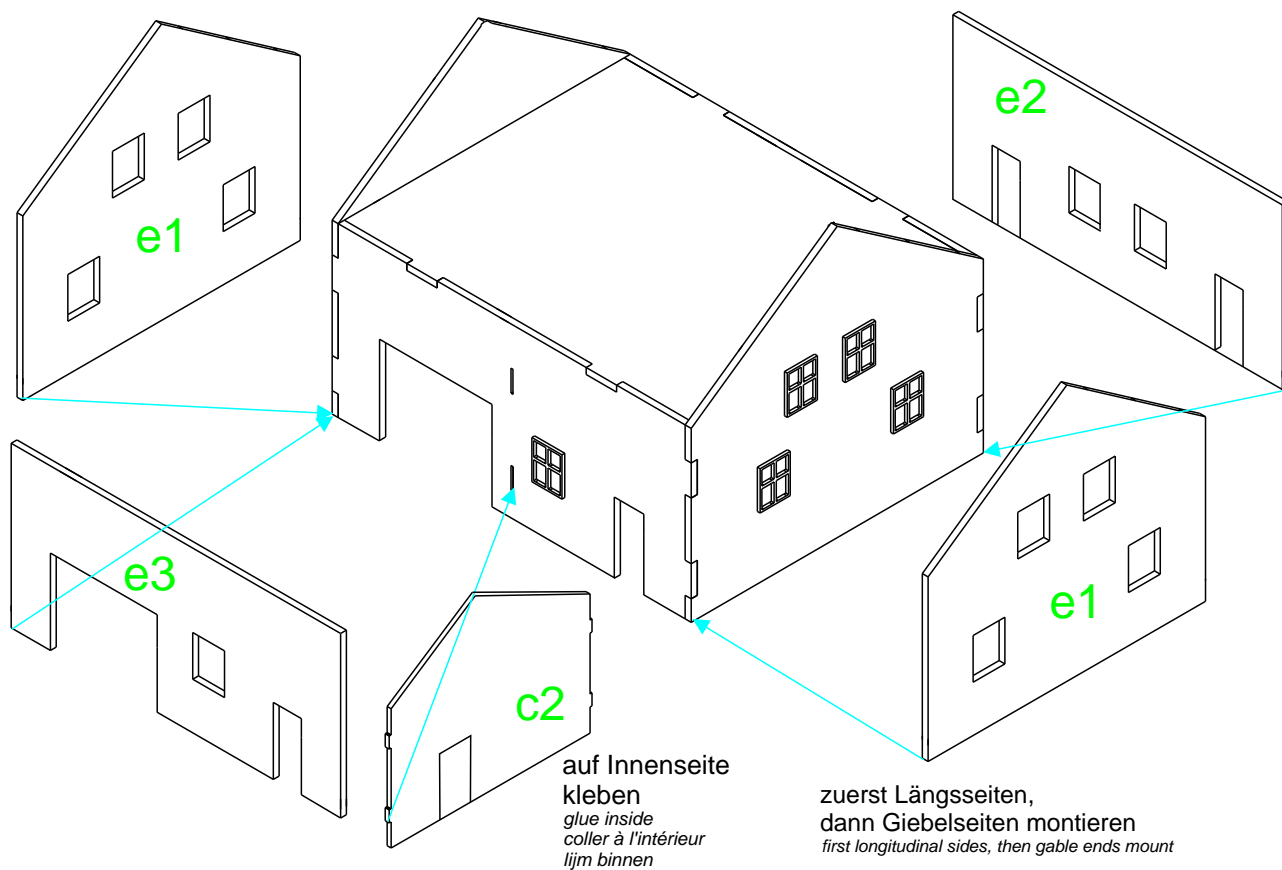 e1
e2
e3
c2
e1
auf Innenseite
kleben
glue inside
coller à l'intérieur
lijm binnen
zuerst Längsseiten,
dann Giebelseiten montieren
first longitudinal sides, then gable ends mount